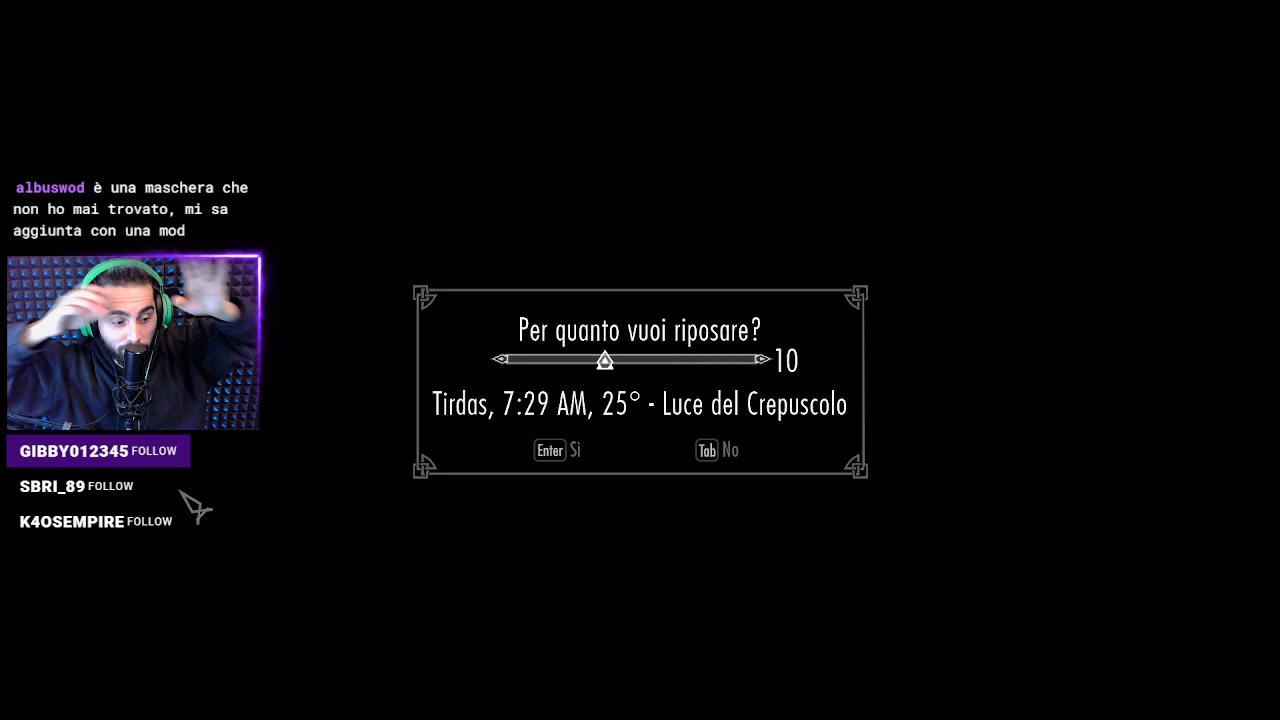 albuswod è una maschera che
non ho mai trovato, mi sa
aggiunta con una mod
GIBBY012345 FOLLOW
SBRI_89 FOLLOW
K4OSEMPIRE FOLLOW
Per quanto vuoi riposare?
10
Tirdas, 7:29 AM, 25° - Luce del Crepuscolo
Enter Sì
Tab No